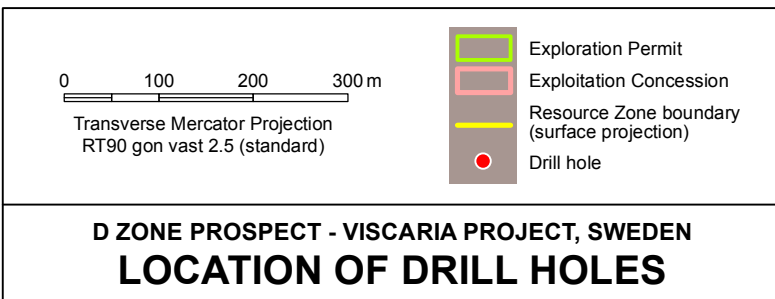 0 100 200 300 m
Transverse Mercator Projection
RT90 gon vast 2.5 (standard)
Exploration Permit
Exploitation Concession
Resource Zone boundary
(surface projection)
Drill hole
D ZONE PROSPECT - VISCARIA PROJECT, SWEDEN
LOCATION OF DRILL HOLES